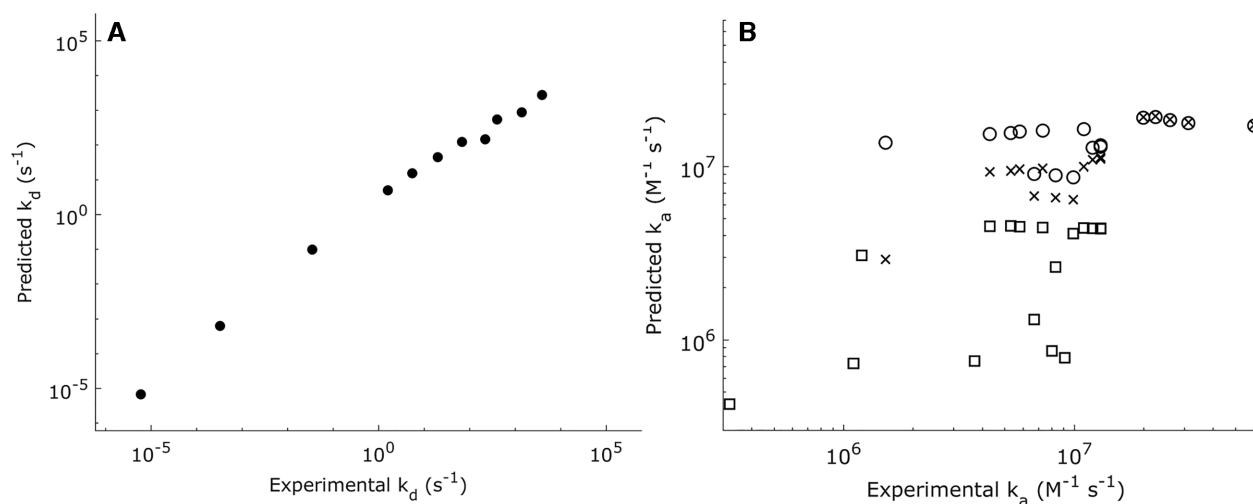 A
10^5
10^0
10^-5
Predicted k_d (s^-1)
10^-5 10^0 10^5
Experimental k_d (s^-1)
B
10^7
10^6
Predicted k_a (M^-1 s^-1)
10^6 10^7
Experimental k_a (M^-1 s^-1)